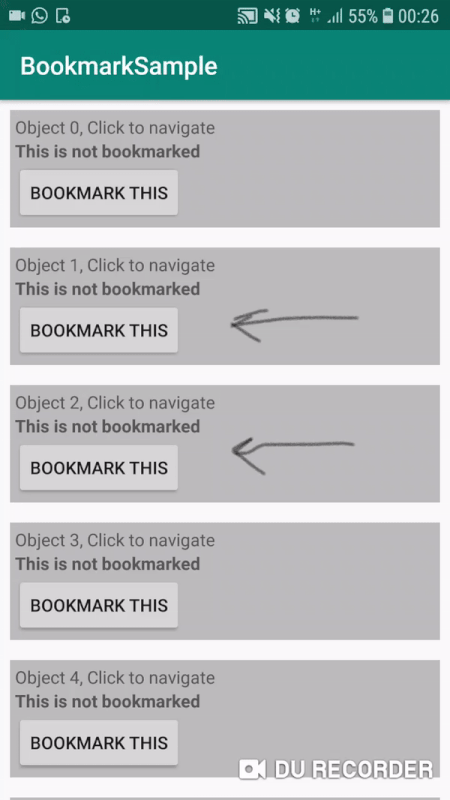 H+ 55% 00:26
BookmarkSample
Object 0, Click to navigate
This is not bookmarked
BOOKMARK THIS
Object 1, Click to navigate
This is not bookmarked
BOOKMARK THIS
Object 2, Click to navigate
This is not bookmarked
BOOKMARK THIS
Object 3, Click to navigate
This is not bookmarked
BOOKMARK THIS
Object 4, Click to navigate
This is not bookmarked
BOOKMARK THIS
DU RECORDER